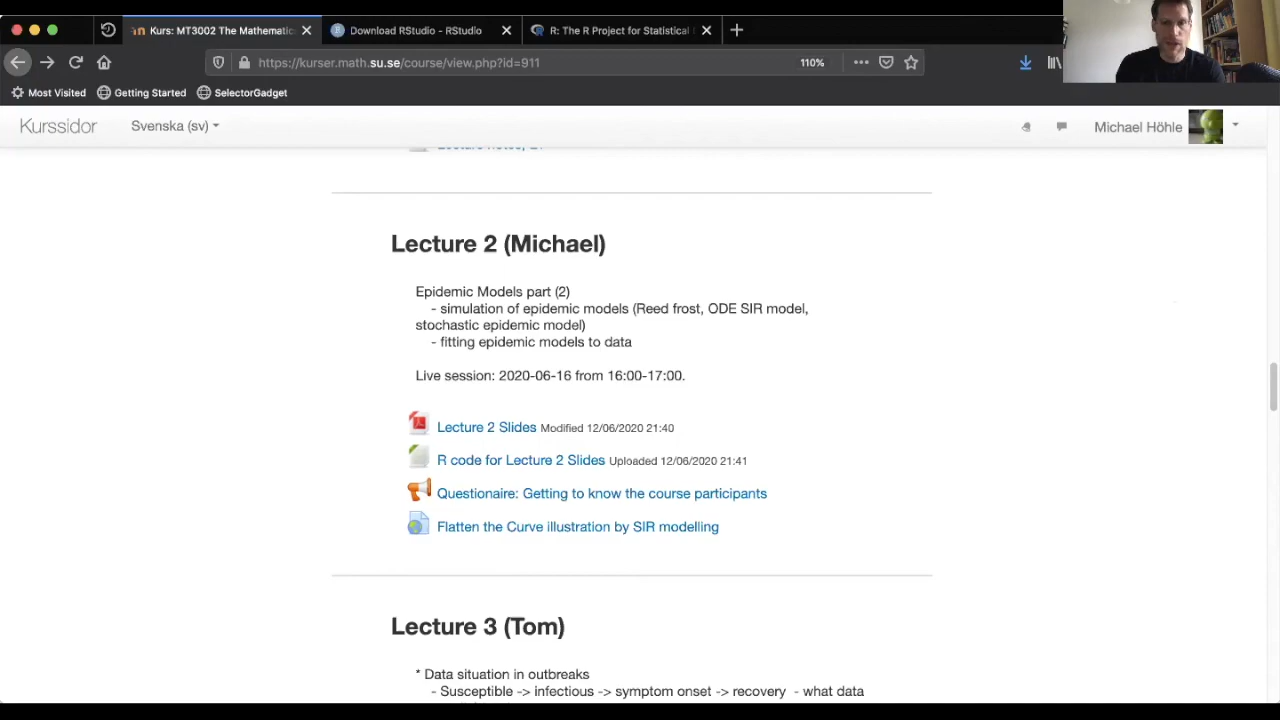 Kurs: MT3002 The Mathematic
Download RStudio - RStudio
R: The R Project for Statistical
https://kurser.math.su.se/course/view.php?id=911
110%
Most Visited
Getting Started
SelectorGadget
Kurssidor
Svenska (sv)
Michael Höhle
Lecture 2 (Michael)
Epidemic Models part (2)
- simulation of epidemic models (Reed frost, ODE SIR model,
stochastic epidemic model)
- fitting epidemic models to data
Live session: 2020-06-16 from 16:00-17:00.
Lecture 2 Slides Modified 12/06/2020 21:40
R code for Lecture 2 Slides Uploaded 12/06/2020 21:41
Questionaire: Getting to know the course participants
Flatten the Curve illustration by SIR modelling
Lecture 3 (Tom)
* Data situation in outbreaks
- Susceptible -> infectious -> symptom onset -> recovery - what data